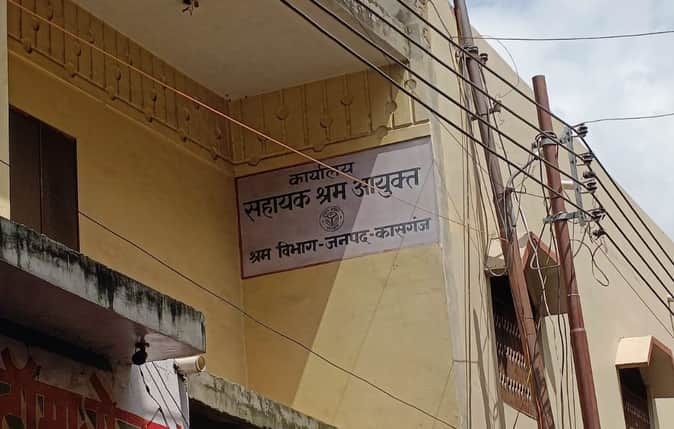 कार्यालय
सहायक श्रम आयुक्त
श्रम विभाग-जनपद-कासगंज